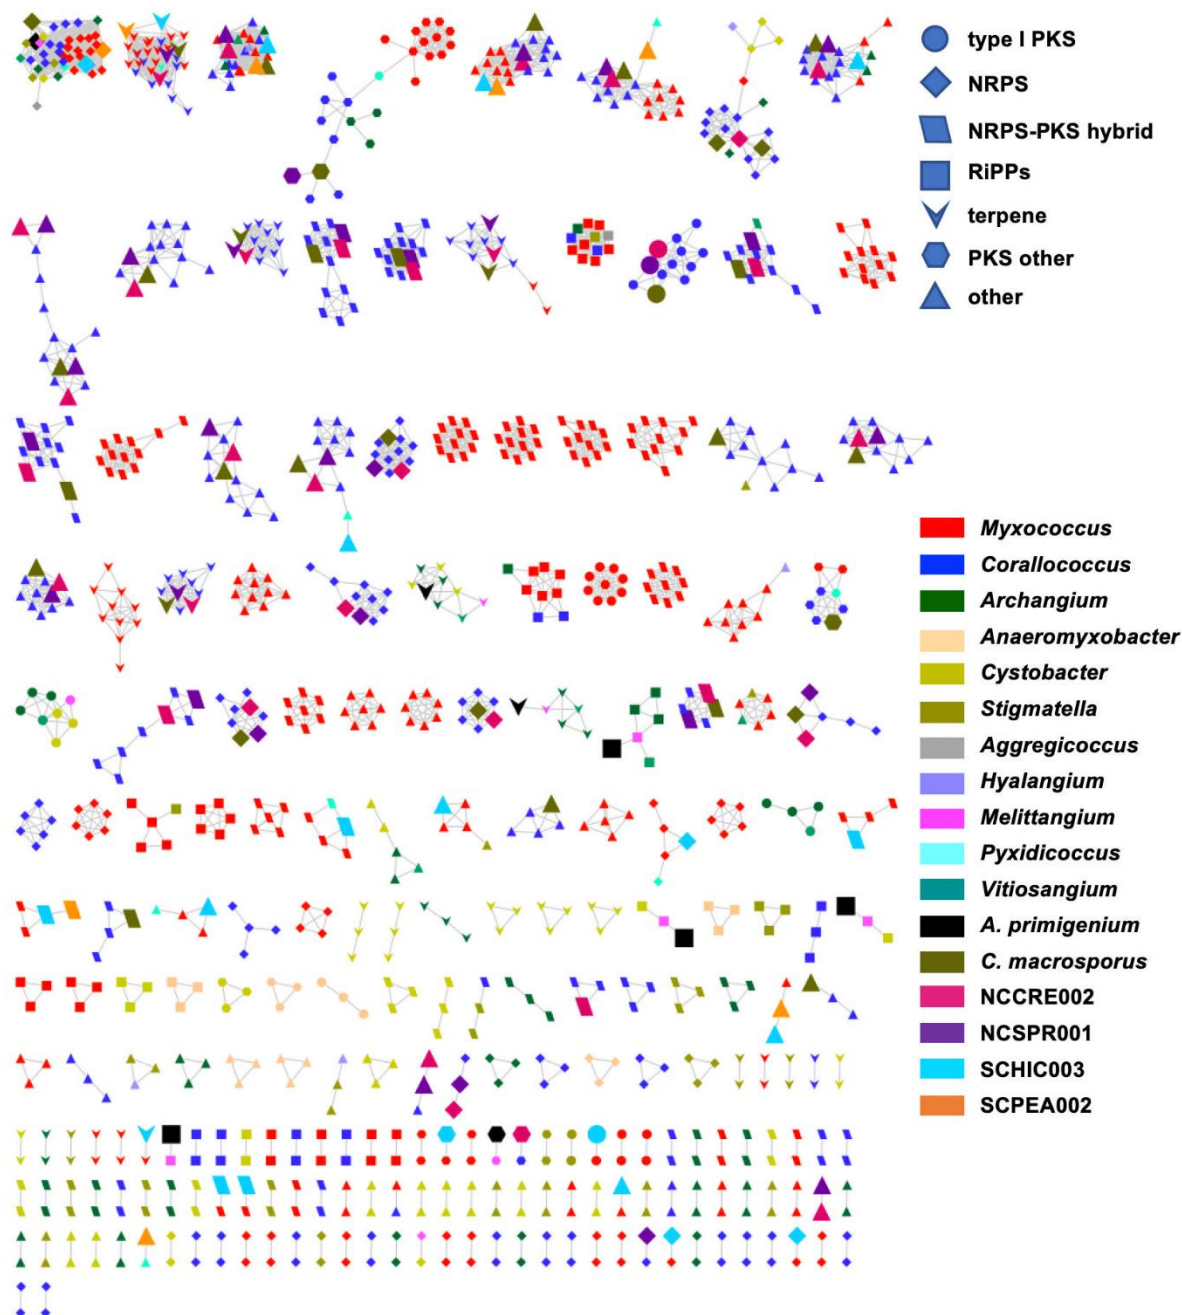 type I PKS
NRPS
NRPS-PKS hybrid
RiPPs
terpene
PKS other
other
Myxococcus
Corallococcus
Archangium
Anaeromyxobacter
Cystobacter
Stigmatella
Aggregicoccus
Hyalangium
Melittangium
Pyxidicoccus
Vitiosangium
A. primigenium
C. macrosporus
NCCRE002
NCSPR001
SCHIC003
SCPEA002